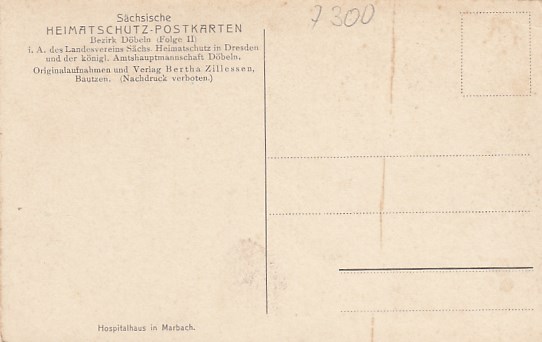 Sächsische
HEIMATSCHUTZ-POSTKARTEN
Bezirk Döbeln (Folge II)
i. A. des Landesvereins Sächs. Heimatschutz in Dresden
und der königl. Amtshauptmannschaft Döbeln.
Originalaufnahmen und Verlag Bertha Zillessen,
Bautzen. (Nachdruck verboten.)
7300
Hospitalhaus in Marbach.